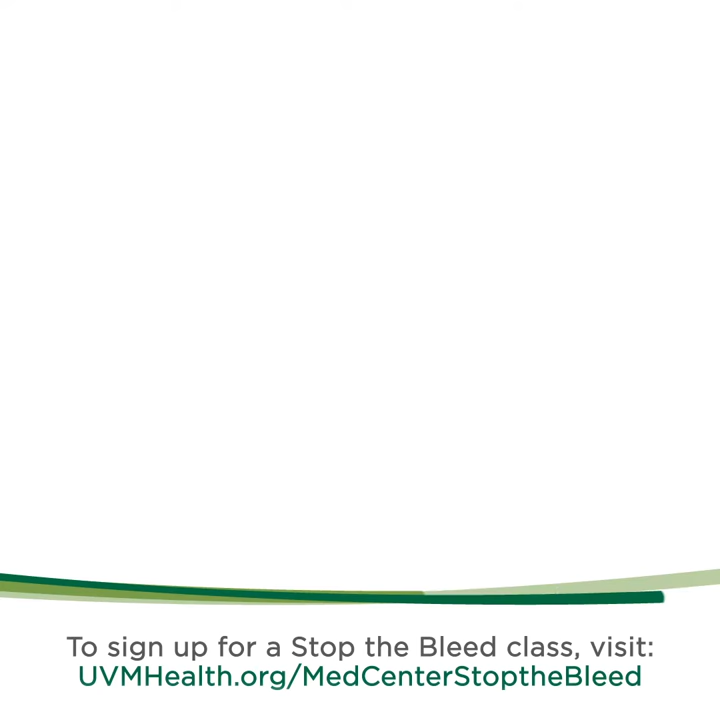 To sign up for a Stop the Bleed class, visit:
UVMHealth.org/MedCenterStoptheBleed